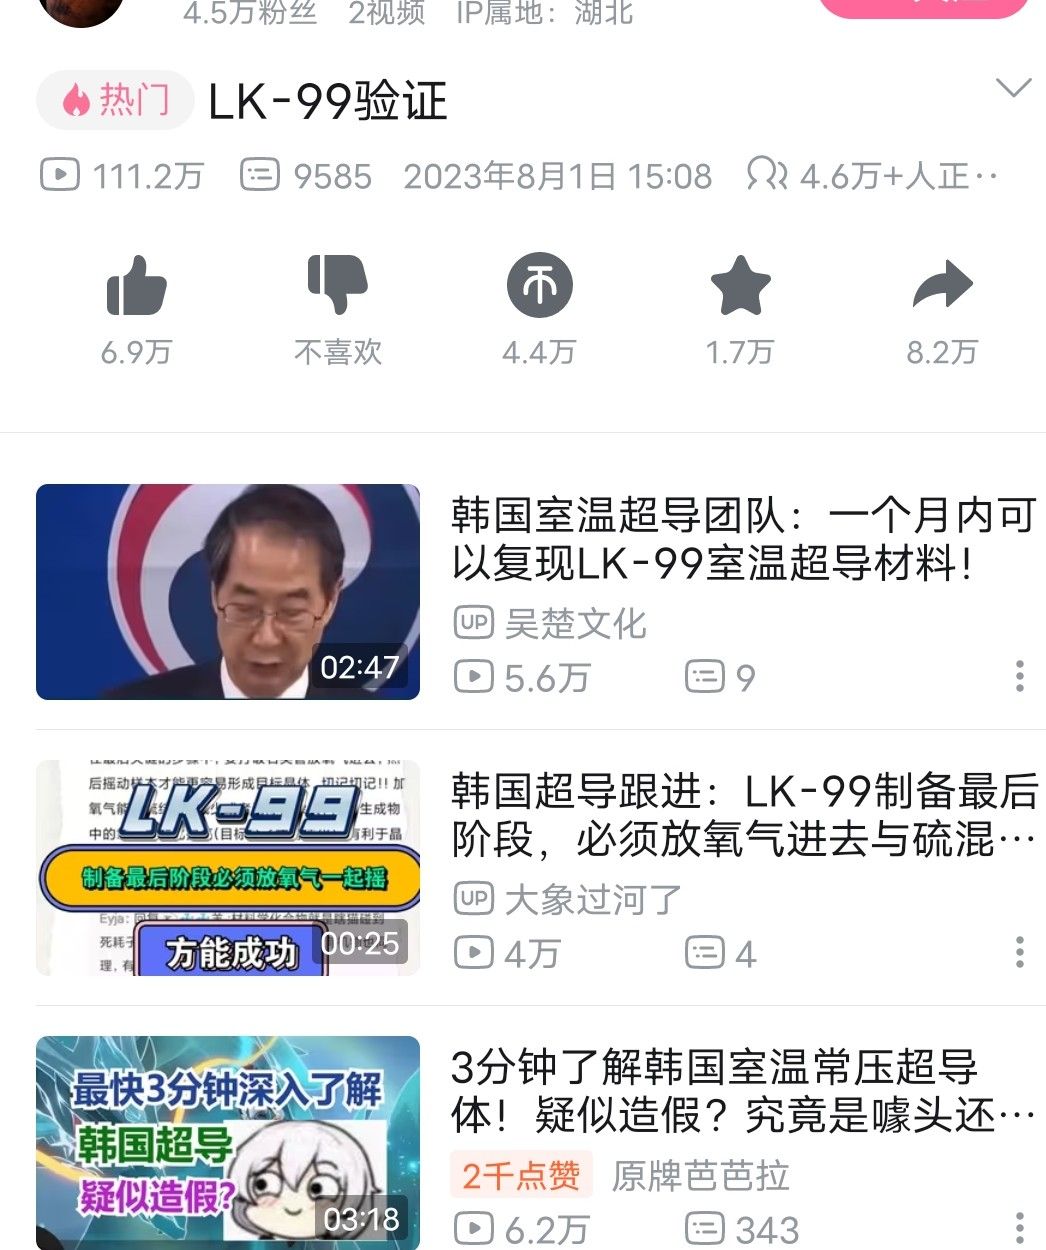 4.5万粉丝 2视频 IP属地：湖北
热门 LK-99验证
111.2万 9585 2023年8月1日 15:08 4.6万+人正··
6.9万 不喜欢 4.4万 1.7万 8.2万
韩国室温超导团队：一个月内可
以复现LK-99室温超导材料！
UP 吴楚文化
5.6万 9
02:47
韩国超导跟进：LK-99制备最后
阶段，必须放氧气进去与硫混…
UP 大象过河了
4万 4
LK-99
制备最后阶段必须放氧气一起摇
方能成功
00:25
3分钟了解韩国室温常压超导
体！疑似造假？究竟是噱头还…
2千点赞 原牌芭芭拉
6.2万 343
最快3分钟深入了解
韩国超导
疑似造假?
03:18